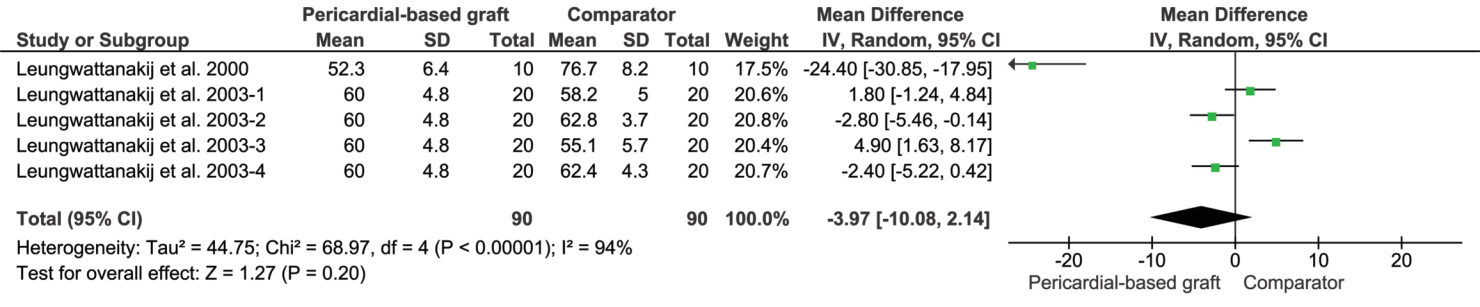 Pericardial-based graft Comparator Mean Difference Mean Difference
Study or Subgroup Mean SD Total Mean SD Total Weight IV, Random, 95% CI IV, Random, 95% CI
Leungwattanakij et al. 2000 52.3 6.4 10 76.7 8.2 10 17.5% -24.40 [-30.85, -17.95]
Leungwattanakij et al. 2003-1 60 4.8 20 58.2 5 20 20.6% 1.80 [-1.24, 4.84]
Leungwattanakij et al. 2003-2 60 4.8 20 62.8 3.7 20 20.8% -2.80 [-5.46, -0.14]
Leungwattanakij et al. 2003-3 60 4.8 20 55.1 5.7 20 20.4% 4.90 [1.63, 8.17]
Leungwattanakij et al. 2003-4 60 4.8 20 62.4 4.3 20 20.7% -2.40 [-5.22, 0.42]
Total (95% CI) 90 90 100.0% -3.97 [-10.08, 2.14]
Heterogeneity: Tau² = 44.75; Chi² = 68.97, df = 4 (P < 0.00001); I² = 94%
Test for overall effect: Z = 1.27 (P = 0.20)
-20 -10 0 10 20
Pericardial-based graft Comparator